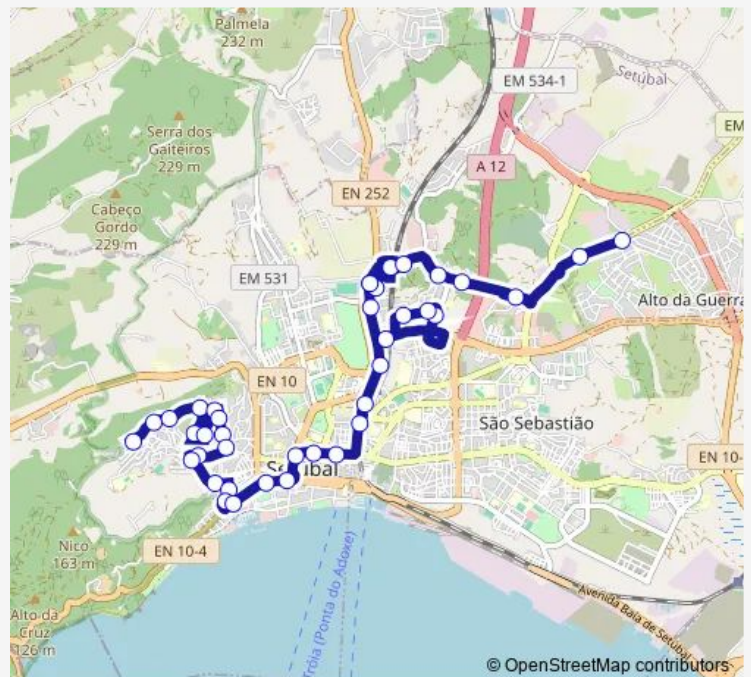 Palmela
232 m
EM 534-1
Setúbal
Serra dos
Gaiteiros
229 m
EM
A 12
EN 252
Cabeço
Gordo
229 m
EM 531
Alto da Guerra
EN 10
São Sebastião
Setúbal
EN 10-
Nico
163 m
EN 10-4
Tróia (Ponta do Adoxe)
Avenida Baía de Setúbal
Alto da
Cruz
126 m
© OpenStreetMap contributors